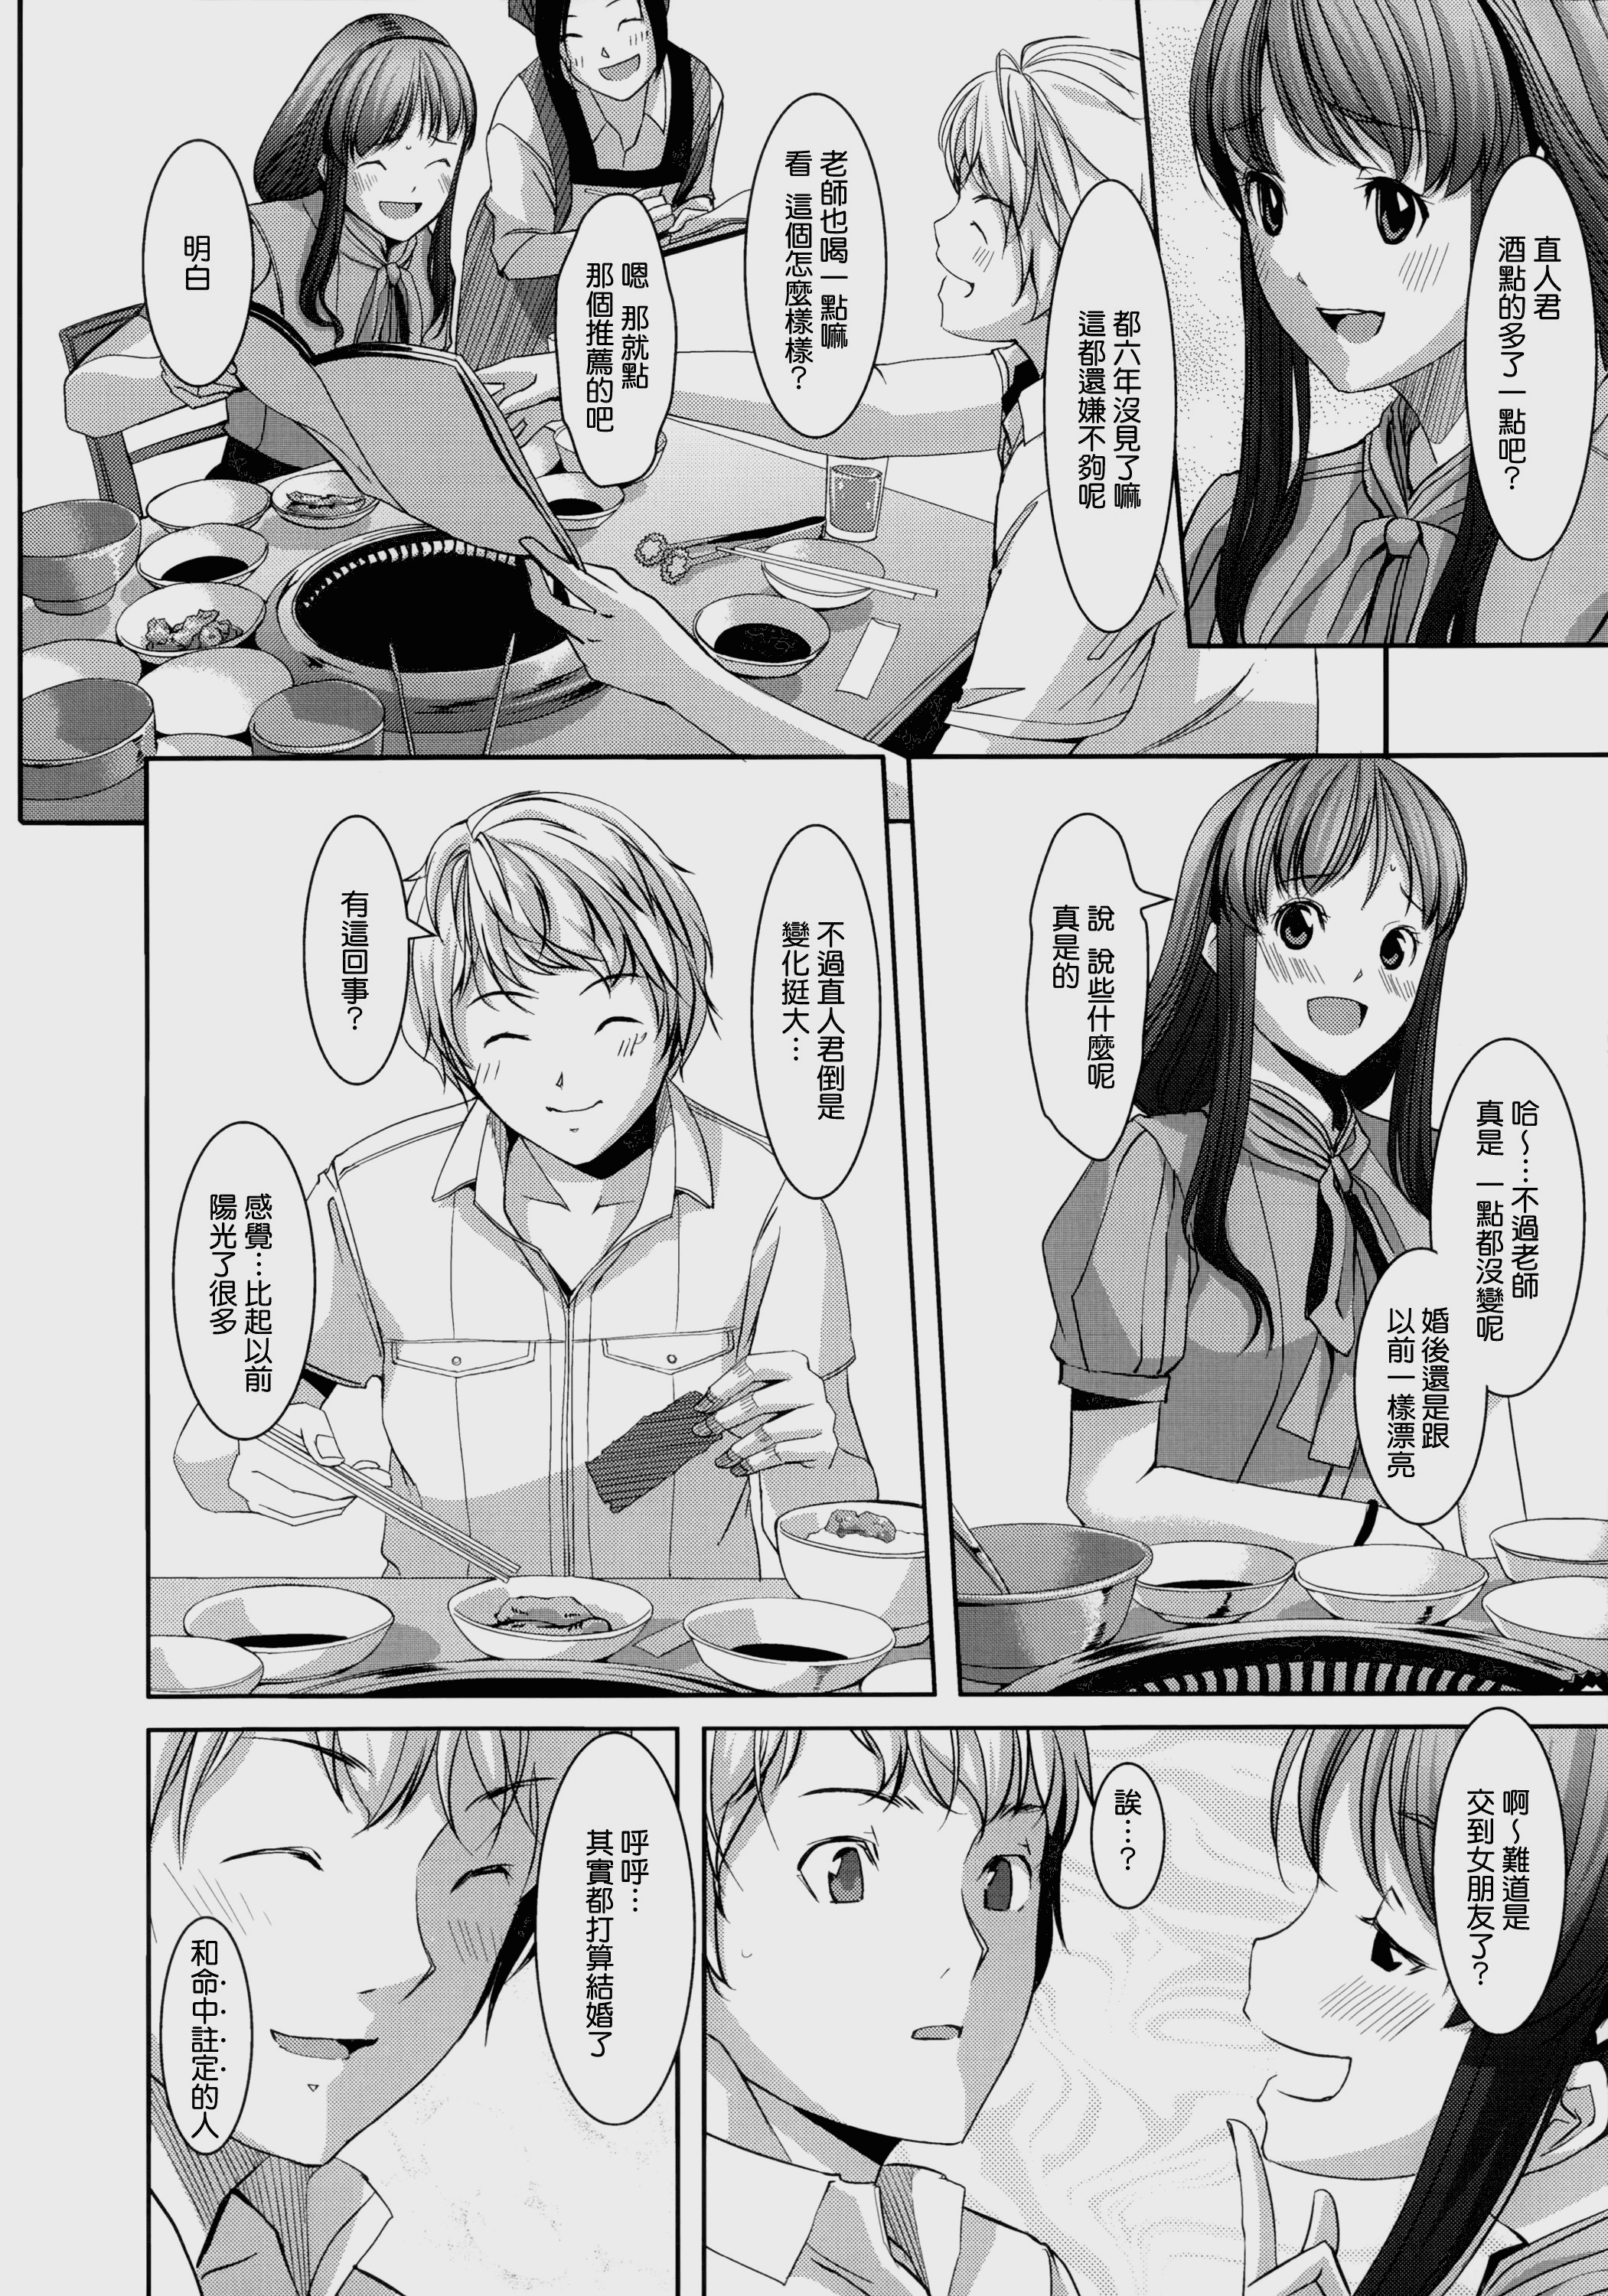 直人君
酒點的多了一點吧？
都六年沒見了嘛
這都還嫌不夠呢
老師也喝一點嘛
看 這個怎麼樣樣？
嗯 那就點
那個推薦的吧
明白
哈～…不過老師
真是一點都沒變呢
婚後還是跟
以前一樣漂亮
說 說些什麼呢
真是的
不過直人君倒是
變化挺大…
有這回事？
感覺…比起以前
陽光了很多
啊～難道是
交到女朋友了？
誒…？
呼呼…
其實都打算結婚了
和命中註定的人